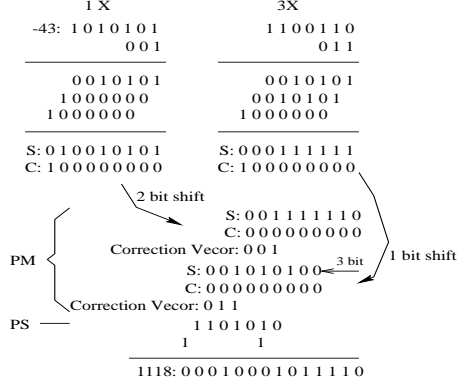 1 X 3X
-43: 1 0 1 0 1 0 1 1 1 0 0 1 1 0
0 0 1 0 1 1
0 0 1 0 1 0 1 0 0 1 0 1 0 1
1 0 0 0 0 0 0 0 0 1 0 1 0 1
1 0 0 0 0 0 0 1 0 0 0 0 0 0
S: 0 1 0 0 1 0 1 0 1 S: 0 0 0 1 1 1 1 1 1
C: 1 0 0 0 0 0 0 0 0 C: 1 0 0 0 0 0 0 0 0
2 bit shift
S: 0 0 1 1 1 1 1 1 0
C: 0 0 0 0 0 0 0 0 0
Correction Vecor: 0 0 1
1 bit shift
PM
S: 0 0 1 0 1 0 1 0 0 3 bit
C: 0 0 0 0 0 0 0 0 0
Correction Vecor: 0 1 1
PS 1 1 0 1 0 1 0
1 1
1118: 0 0 0 1 0 0 0 1 0 1 1 1 1 0